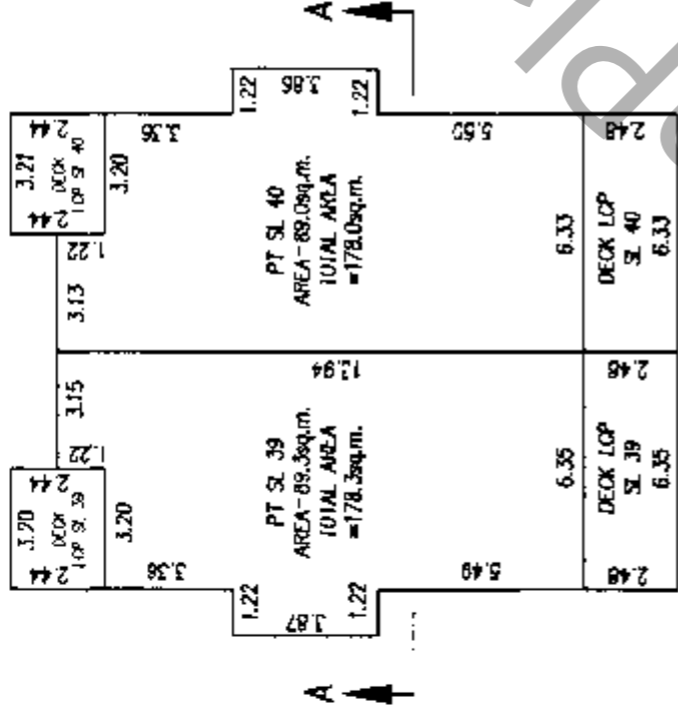 A
A
3.20
2.44
DECK
LCP SL 39
2.44
3.20
1.22
3.15
3.13
1.22
3.21
2.44
DECK
LCP SL 40
2.44
3.20
3.36
3.36
1.22
3.87
1.22
1.22
3.86
1.22
PT SL 39
AREA-89.3sq.m.
TOTAL AREA
=178.3sq.m.
13.94
PT SL 40
AREA-89.0sq.m.
TOTAL AREA
=178.0sq.m.
5.49
5.50
6.35
6.33
2.48
DECK LCP
SL 39
6.35
2.48
DECK LCP
SL 40
6.33
2.48